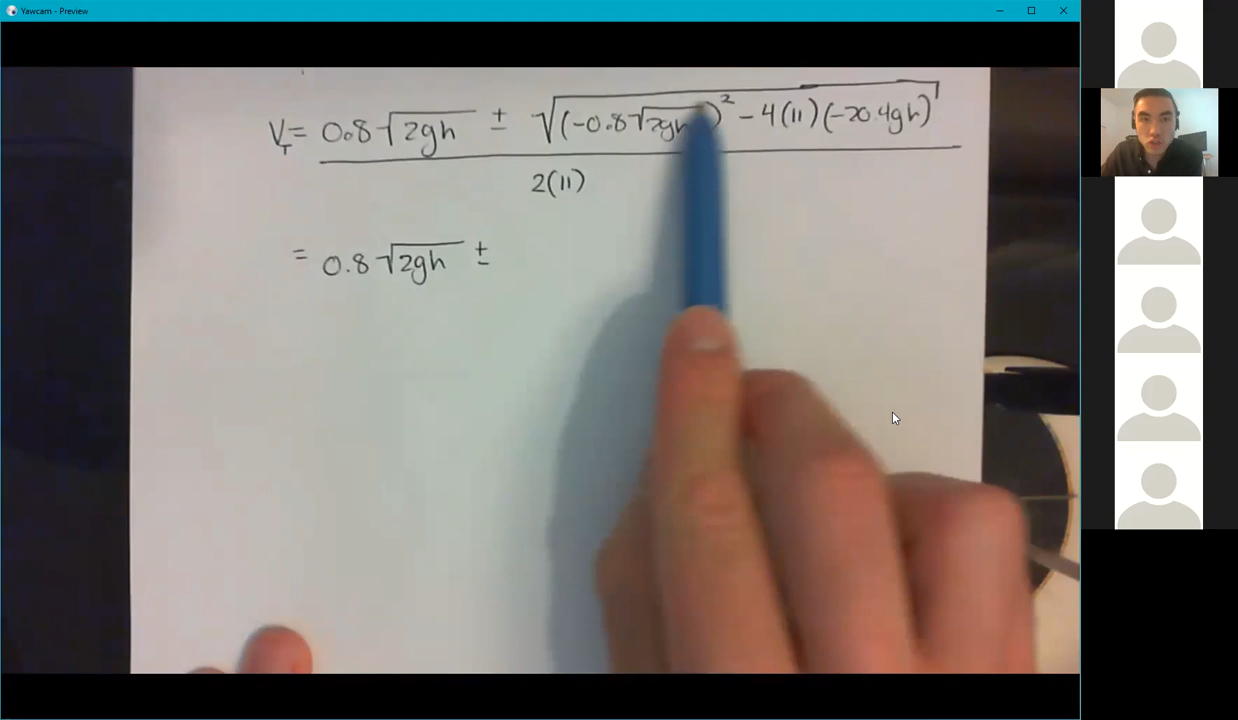 Yawcam - Preview
V_T = 0.8√2gh ± √(-0.8√2gh)² - 4(11)(-20.4gh)
2(11)
= 0.8√2gh ±